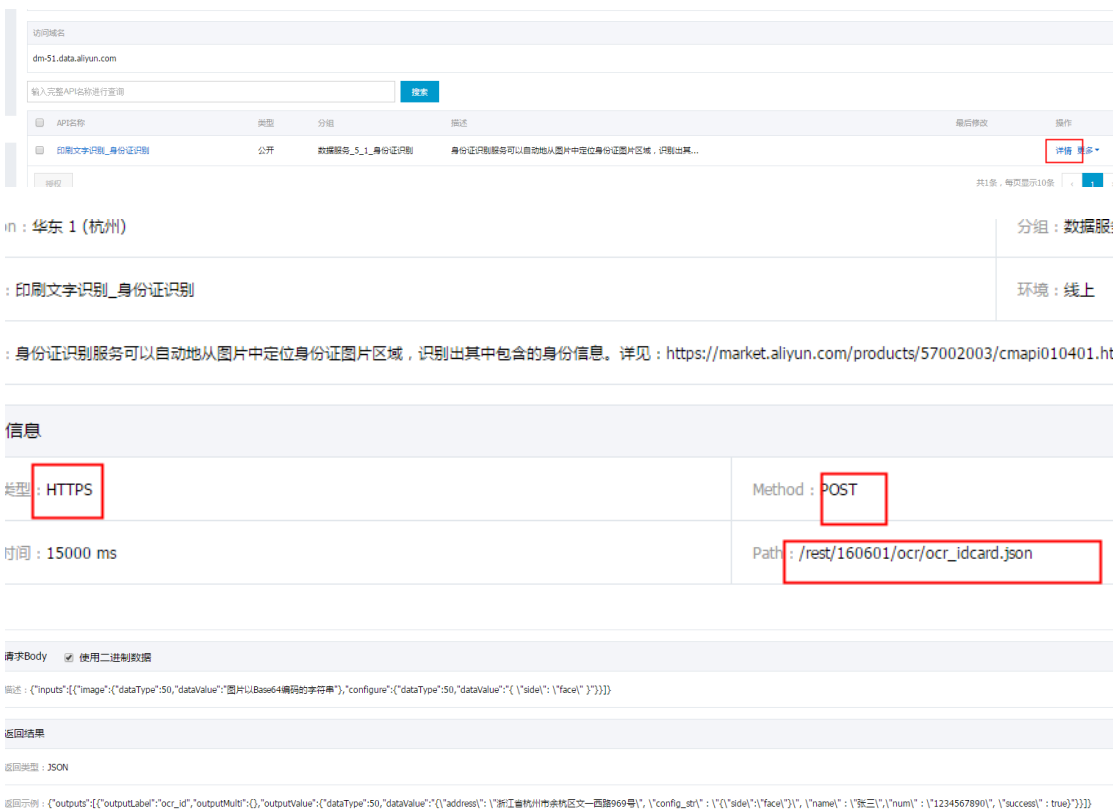 访问域名
dm-51.data.aliyun.com
输入完整API名称进行查询 搜索
API名称 类型 分组 描述 最后修改 操作
印刷文字识别_身份证识别 公开 数据服务_5_1_身份证识别 身份证识别服务可以自动地从图片中定位身份证图片区域，识别出其... 详情 更多
授权 共1条，每页显示10条 ‹ 1
on：华东 1 (杭州) 分组：数据服务
：印刷文字识别_身份证识别 环境：线上
：身份证识别服务可以自动地从图片中定位身份证图片区域，识别出其中包含的身份信息。详见：https://market.aliyun.com/products/57002003/cmapi010401.ht
信息
类型：HTTPS Method：POST
时间：15000 ms Path：/rest/160601/ocr/ocr_idcard.json
请求Body 使用二进制数据
描述：{"inputs":[{"image":{"dataType":50,"dataValue":"图片以Base64编码的字符串"},"configure":{"dataType":50,"dataValue":"{ \"side\": \"face\" }"}}]}
返回结果
返回类型：JSON
返回示例：{"outputs":[{"outputLabel":"ocr_id","outputMulti":{},"outputValue":{"dataType":50,"dataValue":"{\"address\": \"浙江省杭州市余杭区文一西路969号\", \"config_str\" : \"{\"side\":\"face\"}\", \"name\" : \"张三\",\"num\" : \"1234567890\", \"success\" : true}"}}]}